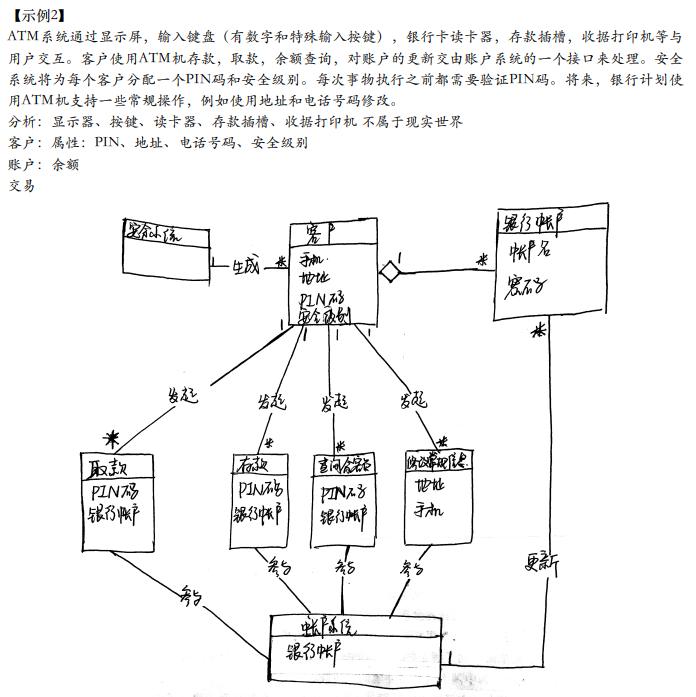 【示例2】
ATM系统通过显示屏，输入键盘（有数字和特殊输入按键），银行卡读卡器，存款插槽，收据打印机等与
用户交互。客户使用ATM机存款，取款，余额查询，对账户的更新交由账户系统的一个接口来处理。安全
系统将为每个客户分配一个PIN码和安全级别。每次事物执行之前都需要验证PIN码。将来，银行计划使
用ATM机支持一些常规操作，例如使用地址和电话号码修改。
分析：显示器、按键、读卡器、存款插槽、收据打印机 不属于现实世界
客户：属性：PIN、地址、电话号码、安全级别
账户：余额
交易
安全系统
1
生成
*
客户
手机
地址
PIN码
安全级别
1
*
银行帐户
帐户名
密码
*
1
1
1
1
发起
发起
发起
发起
*
*
*
*
取款
PIN码
银行帐户
存款
PIN码
银行帐户
查询余额
PIN码
银行帐户
修改常规信息
地址
手机
参与
参与
参与
参与
更新
帐户系统
银行帐户
1